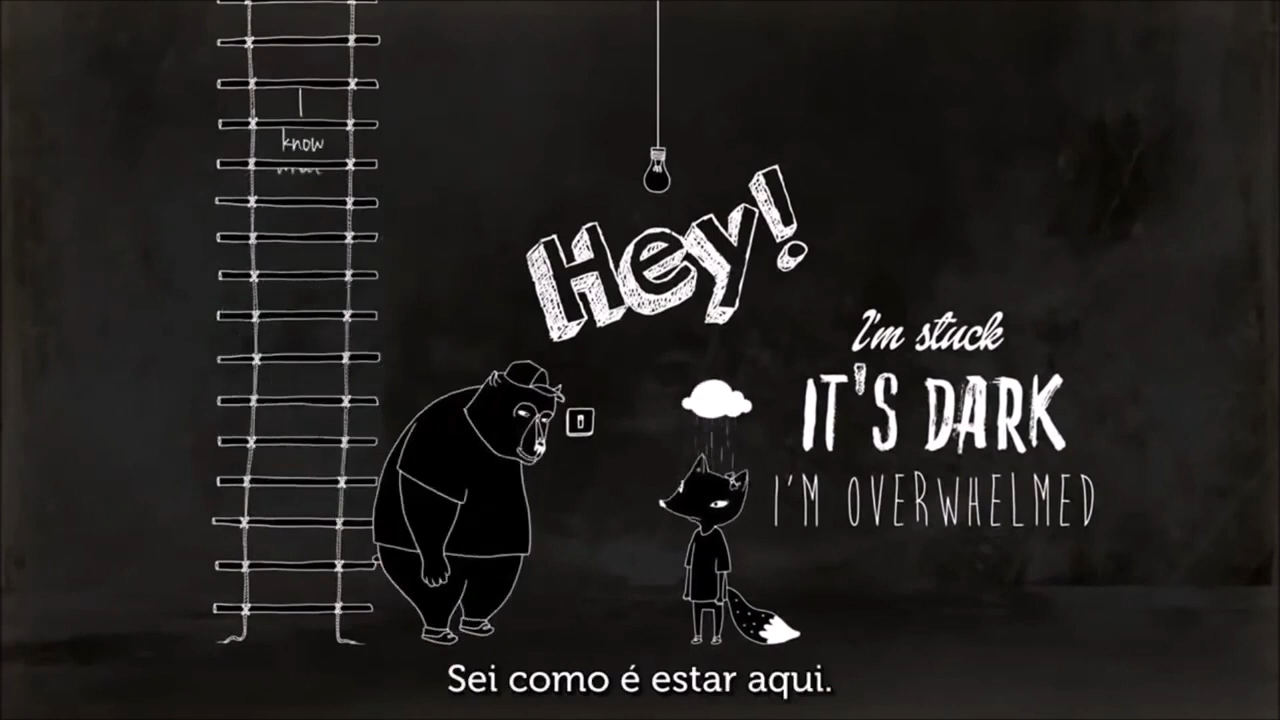 I
know
Hey!
I'm stuck
IT'S DARK
I'M OVERWHELMED
Sei como é estar aqui.